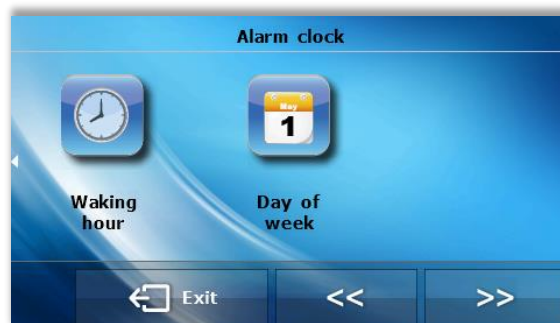 Alarm clock
May
1
Waking
hour
Day of
week
Exit
<<
>>